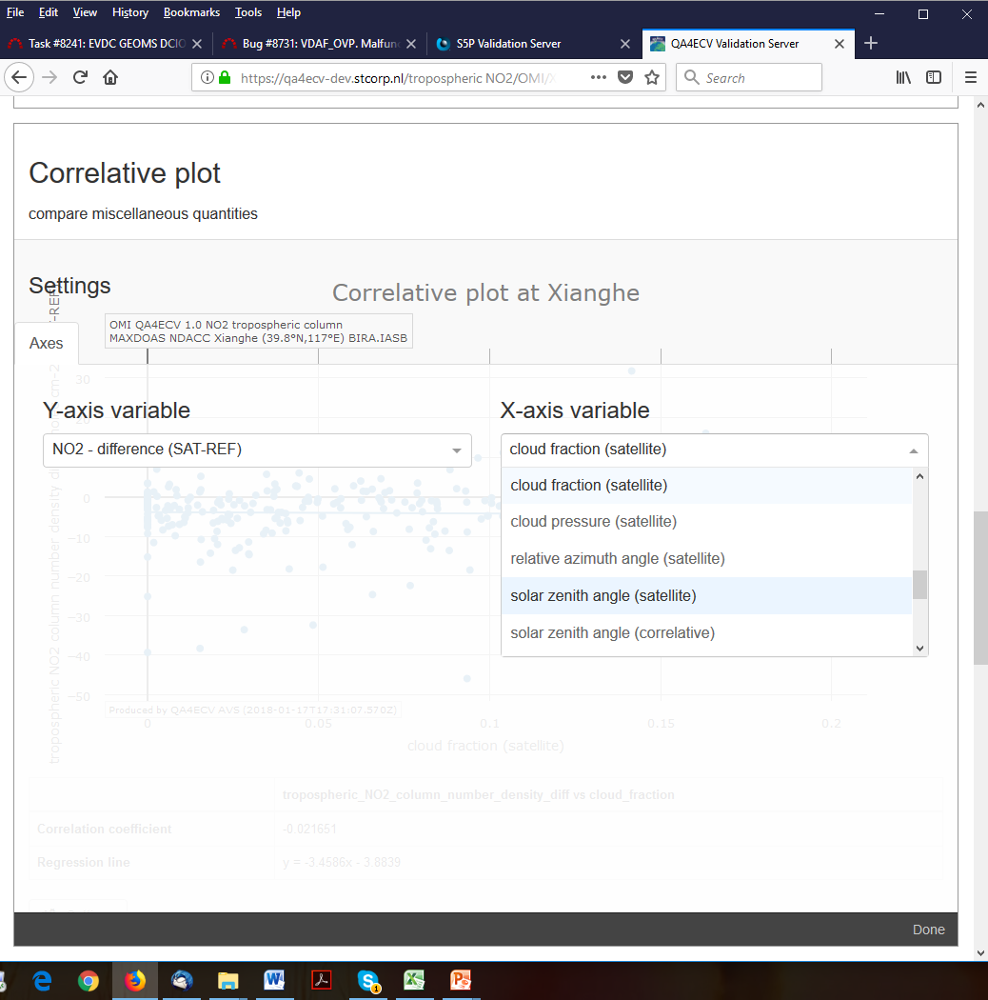 File Edit View History Bookmarks Tools Help
Task #8241: EVDC GEOMS DCIO
Bug #8731: VDAF_OVP. Malfun
S5P Validation Server
QA4ECV Validation Server
https://qa4ecv-dev.stcorp.nl/tropospheric NO2/OMI/X
Search
Correlative plot
compare miscellaneous quantities
Settings
Correlative plot at Xianghe
OMI QA4ECV 1.0 NO2 tropospheric column
MAXDOAS NDACC Xianghe (39.8°N,117°E) BIRA.IASB
Axes
30
Y-axis variable
X-axis variable
NO2 - difference (SAT-REF)
cloud fraction (satellite)
cloud fraction (satellite)
cloud pressure (satellite)
relative azimuth angle (satellite)
solar zenith angle (satellite)
solar zenith angle (correlative)
0
−10
−20
−30
−40
−50
Produced by QA4ECV AVS (2018-01-17T17:31:07.570Z)
0 0.05 0.1 0.15 0.2
cloud fraction (satellite)
tropospheric_NO2_column_number_density_diff vs cloud_fraction
Correlation coefficient -0.021651
Regression line y = -3.4586x - 3.8839
Done
1